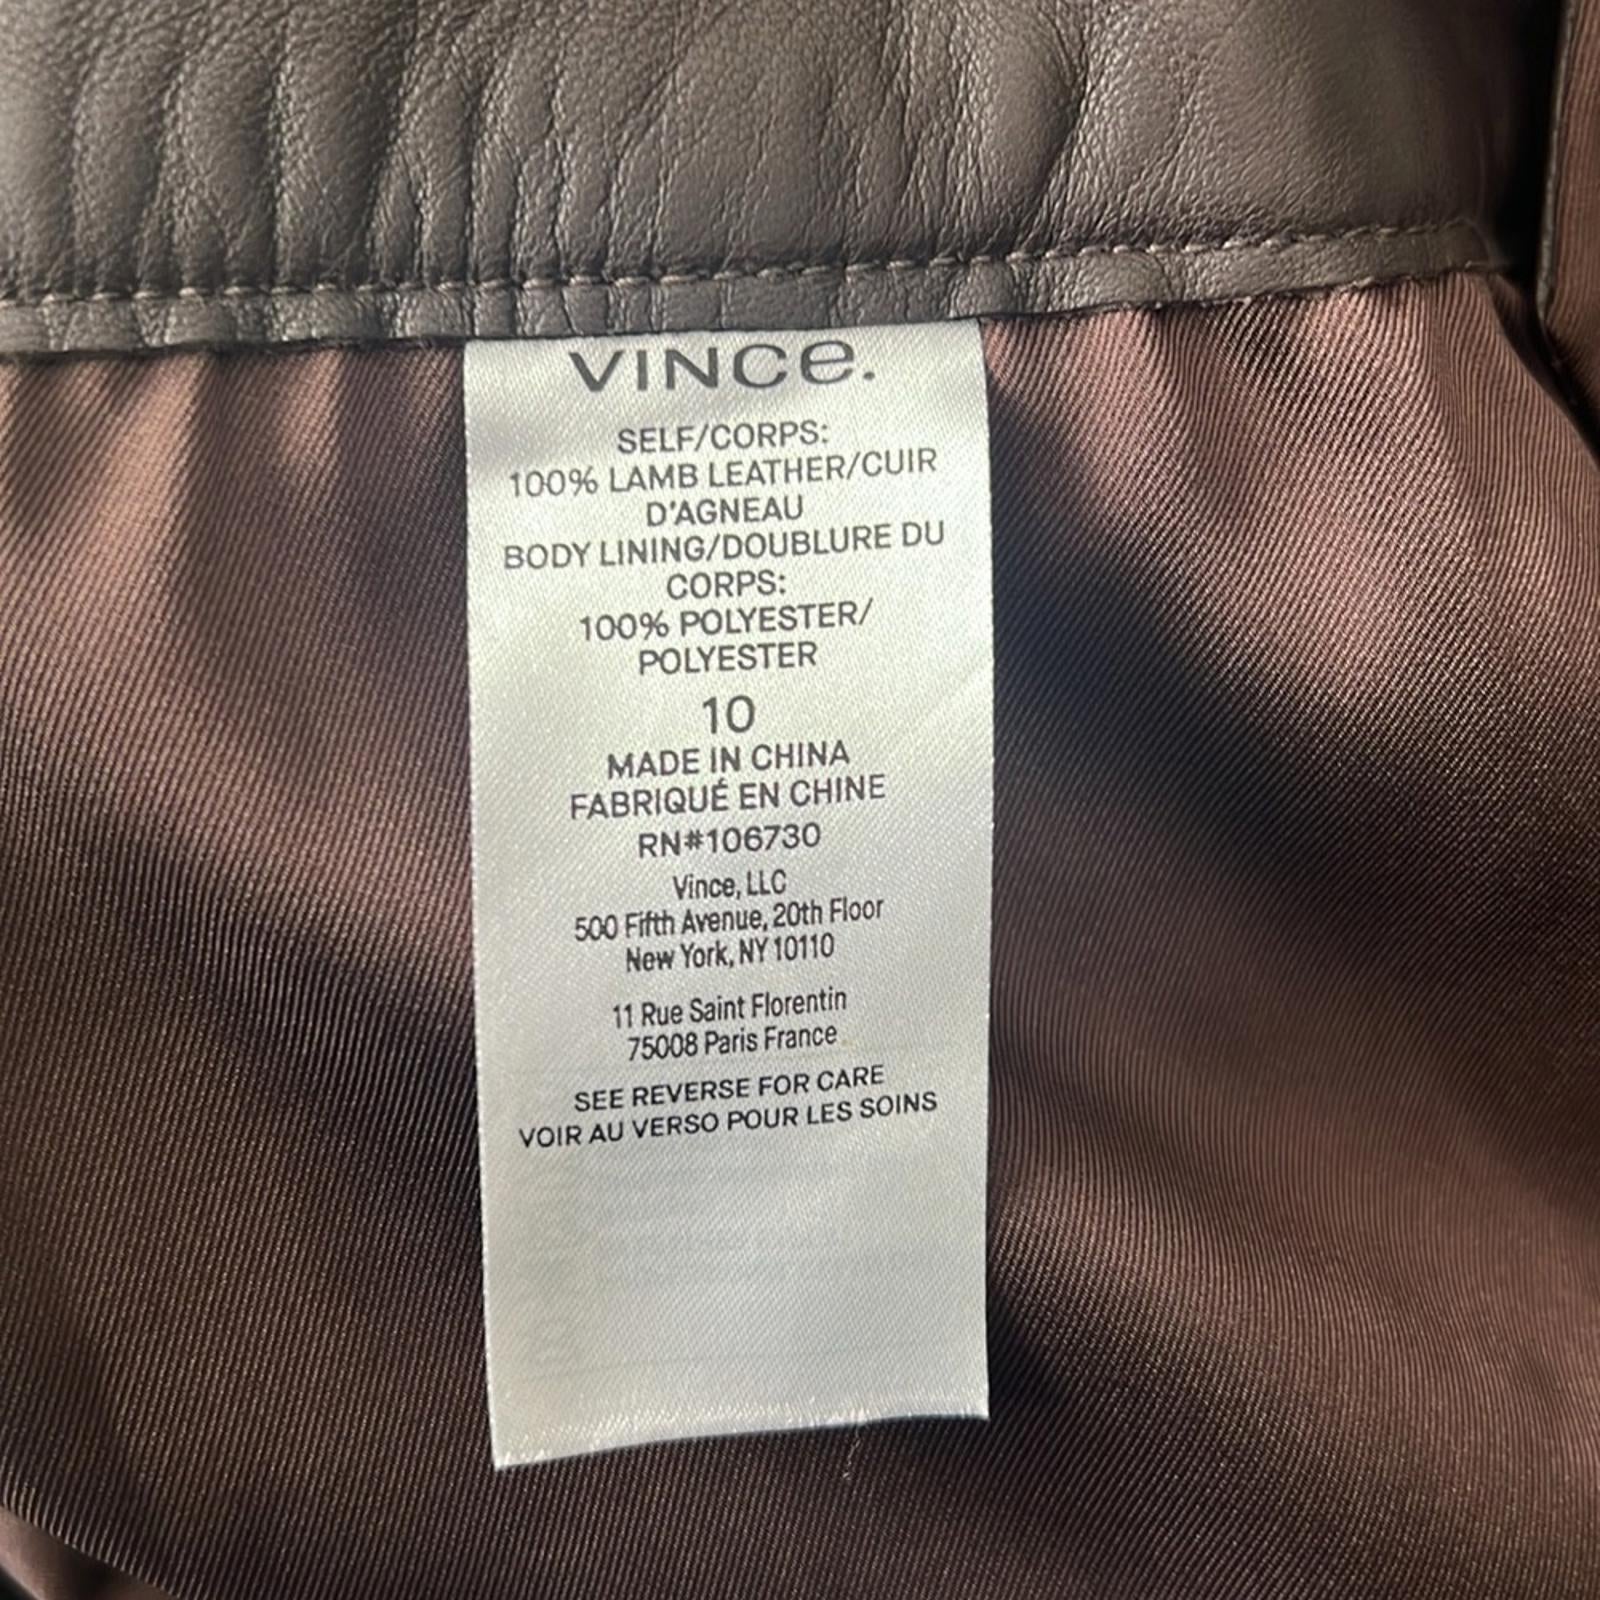 VINCe.
SELF/CORPS:
100% LAMB LEATHER/CUIR
D'AGNEAU
BODY LINING/DOUBLURE DU
CORPS:
100% POLYESTER/
POLYESTER
10
MADE IN CHINA
FABRIQUÉ EN CHINE
RN#106730
Vince, LLC
500 Fifth Avenue, 20th Floor
New York, NY 10110
11 Rue Saint Florentin
75008 Paris France
SEE REVERSE FOR CARE
VOIR AU VERSO POUR LES SOINS